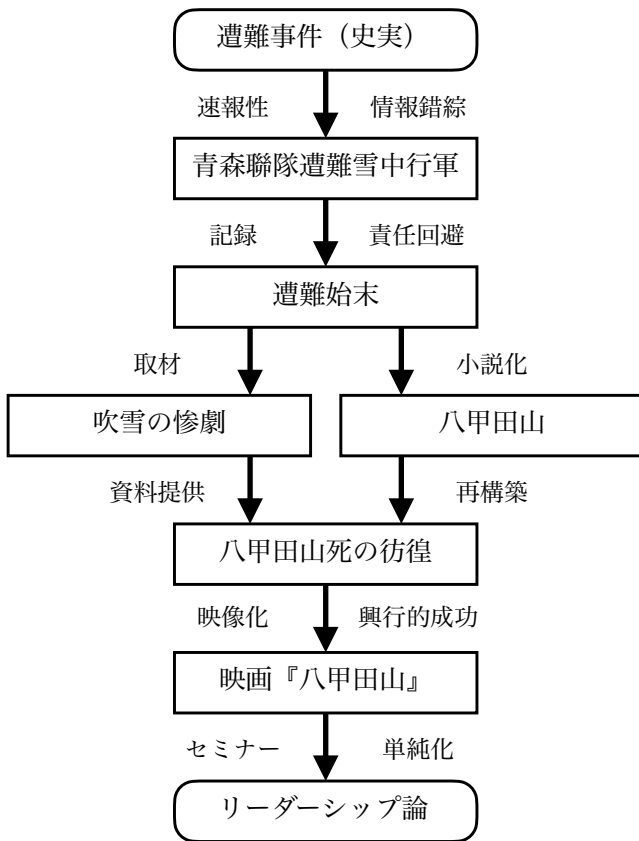 遭難事件（史実）
速報性 情報錯綜
青森聯隊遭難雪中行軍
記録 責任回避
遭難始末
取材 小説化
吹雪の惨劇 八甲田山
資料提供 再構築
八甲田山死の彷徨
映像化 興行的成功
映画『八甲田山』
セミナー 単純化
リーダーシップ論